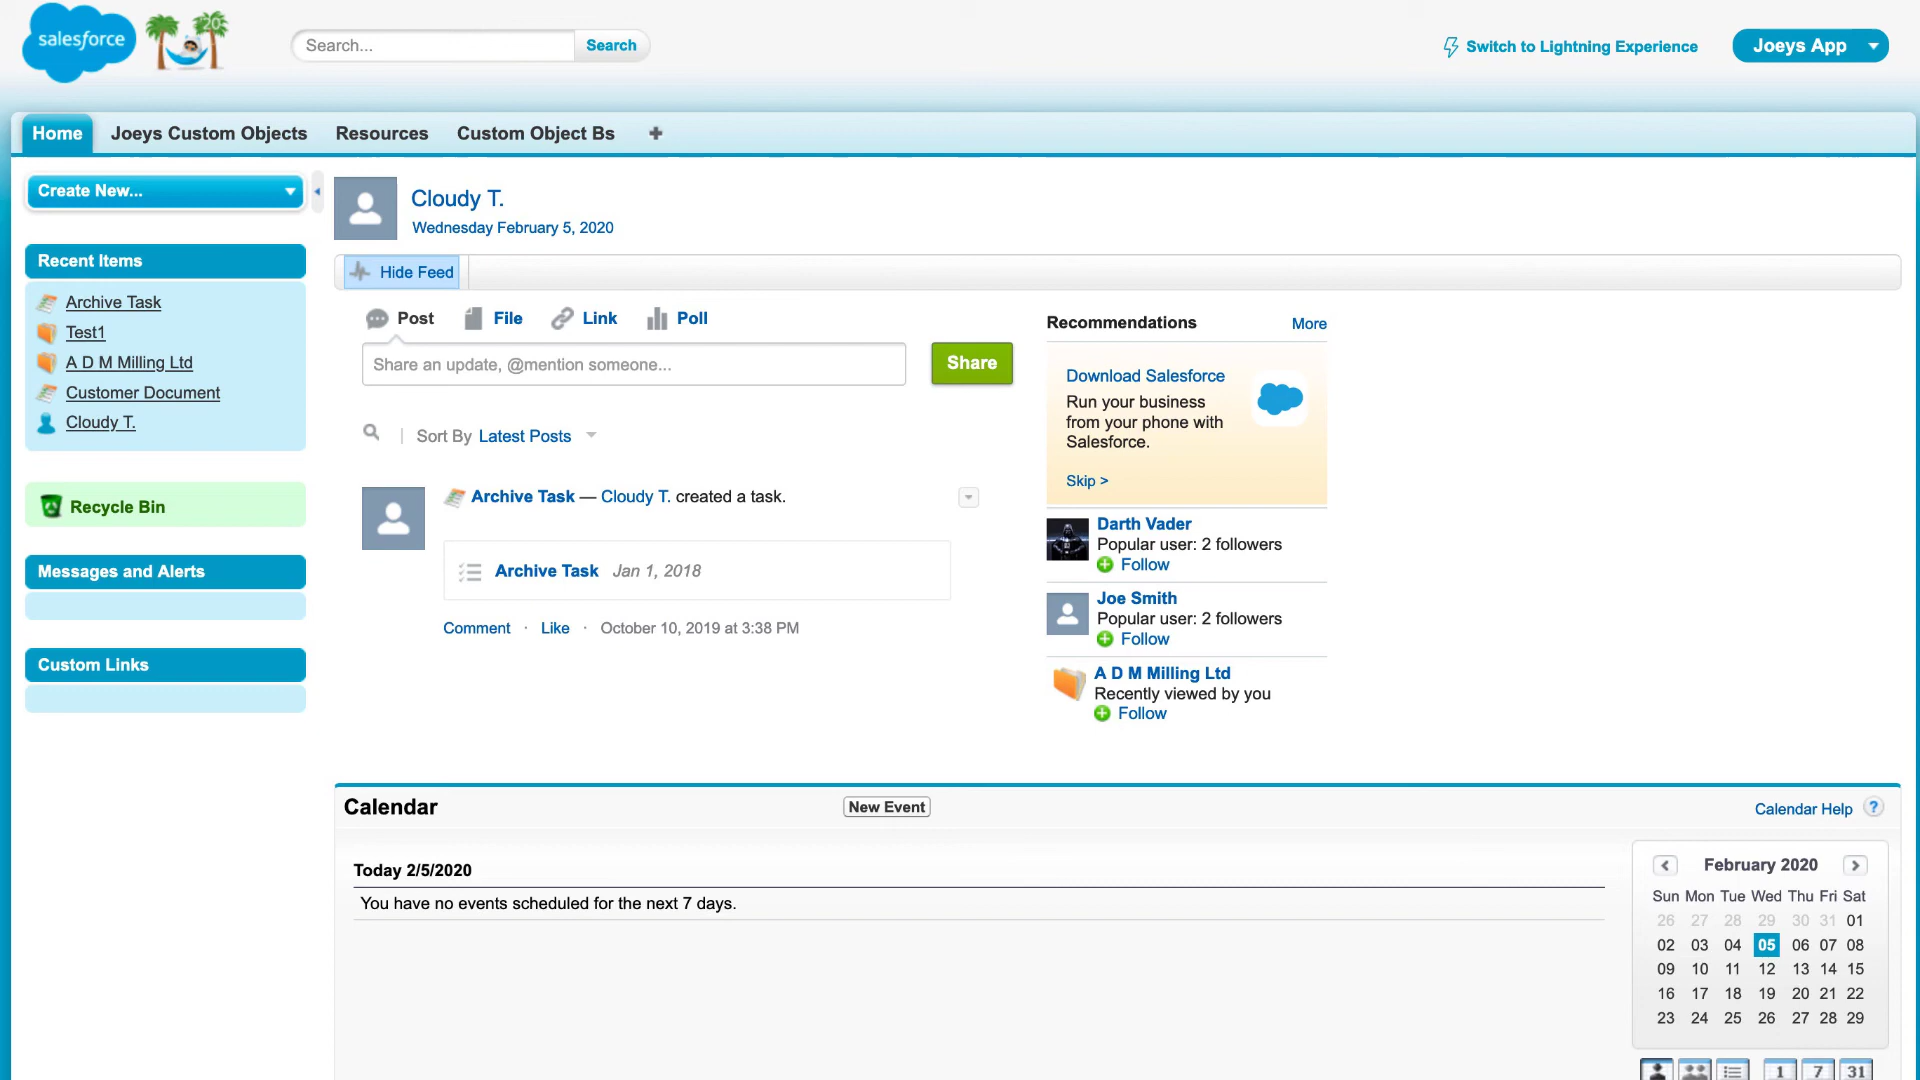 salesforce
20
Search...
Search
Switch to Lightning Experience
Joeys App
Home
Joeys Custom Objects
Resources
Custom Object Bs
Create New...
Recent Items
Archive Task
Test1
A D M Milling Ltd
Customer Document
Cloudy T.
Recycle Bin
Messages and Alerts
Custom Links
Cloudy T.
Wednesday February 5, 2020
Hide Feed
Post
File
Link
Poll
Share an update, @mention someone...
Share
Sort By Latest Posts
Archive Task — Cloudy T. created a task.
Archive Task Jan 1, 2018
Comment · Like · October 10, 2019 at 3:38 PM
Recommendations
More
Download Salesforce
Run your business
from your phone with
Salesforce.
Skip >
Darth Vader
Popular user: 2 followers
Follow
Joe Smith
Popular user: 2 followers
Follow
A D M Milling Ltd
Recently viewed by you
Follow
Calendar
New Event
Calendar Help ?
Today 2/5/2020
You have no events scheduled for the next 7 days.
February 2020
Sun Mon Tue Wed Thu Fri Sat
26 27 28 29 30 31 01
02 03 04 05 06 07 08
09 10 11 12 13 14 15
16 17 18 19 20 21 22
23 24 25 26 27 28 29
1 7 31